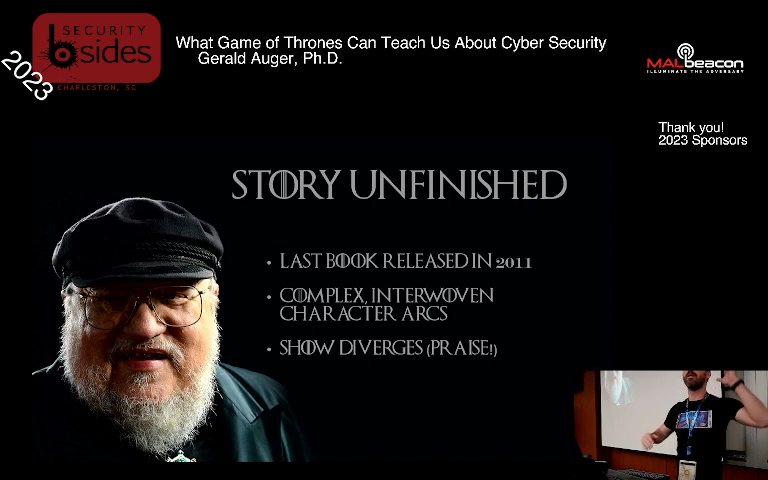 SECURITY
bsides
2023
CHARLESTON, SC
What Game of Thrones Can Teach Us About Cyber Security
Gerald Auger, Ph.D.
MALbeacon
ILLUMINATE THE ADVERSARY
Thank you!
2023 Sponsors
STORY UNFINISHED
• LAST BOOK RELEASED IN 2011
• COMPLEX, INTERWOVEN
CHARACTER ARCS
• SHOW DIVERGES (PRAISE!)